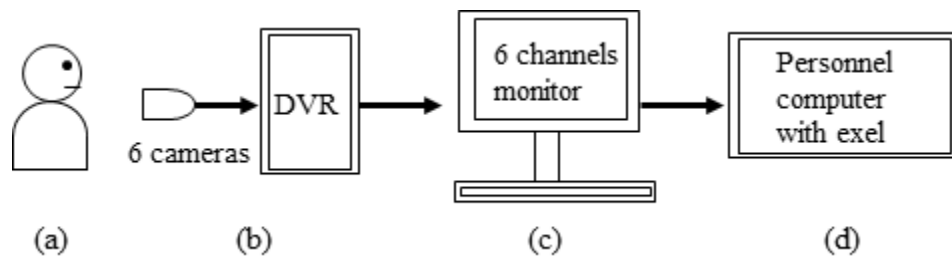 6 cameras
DVR
6 channels
monitor
Personnel
computer
with exel
(a)
(b)
(c)
(d)